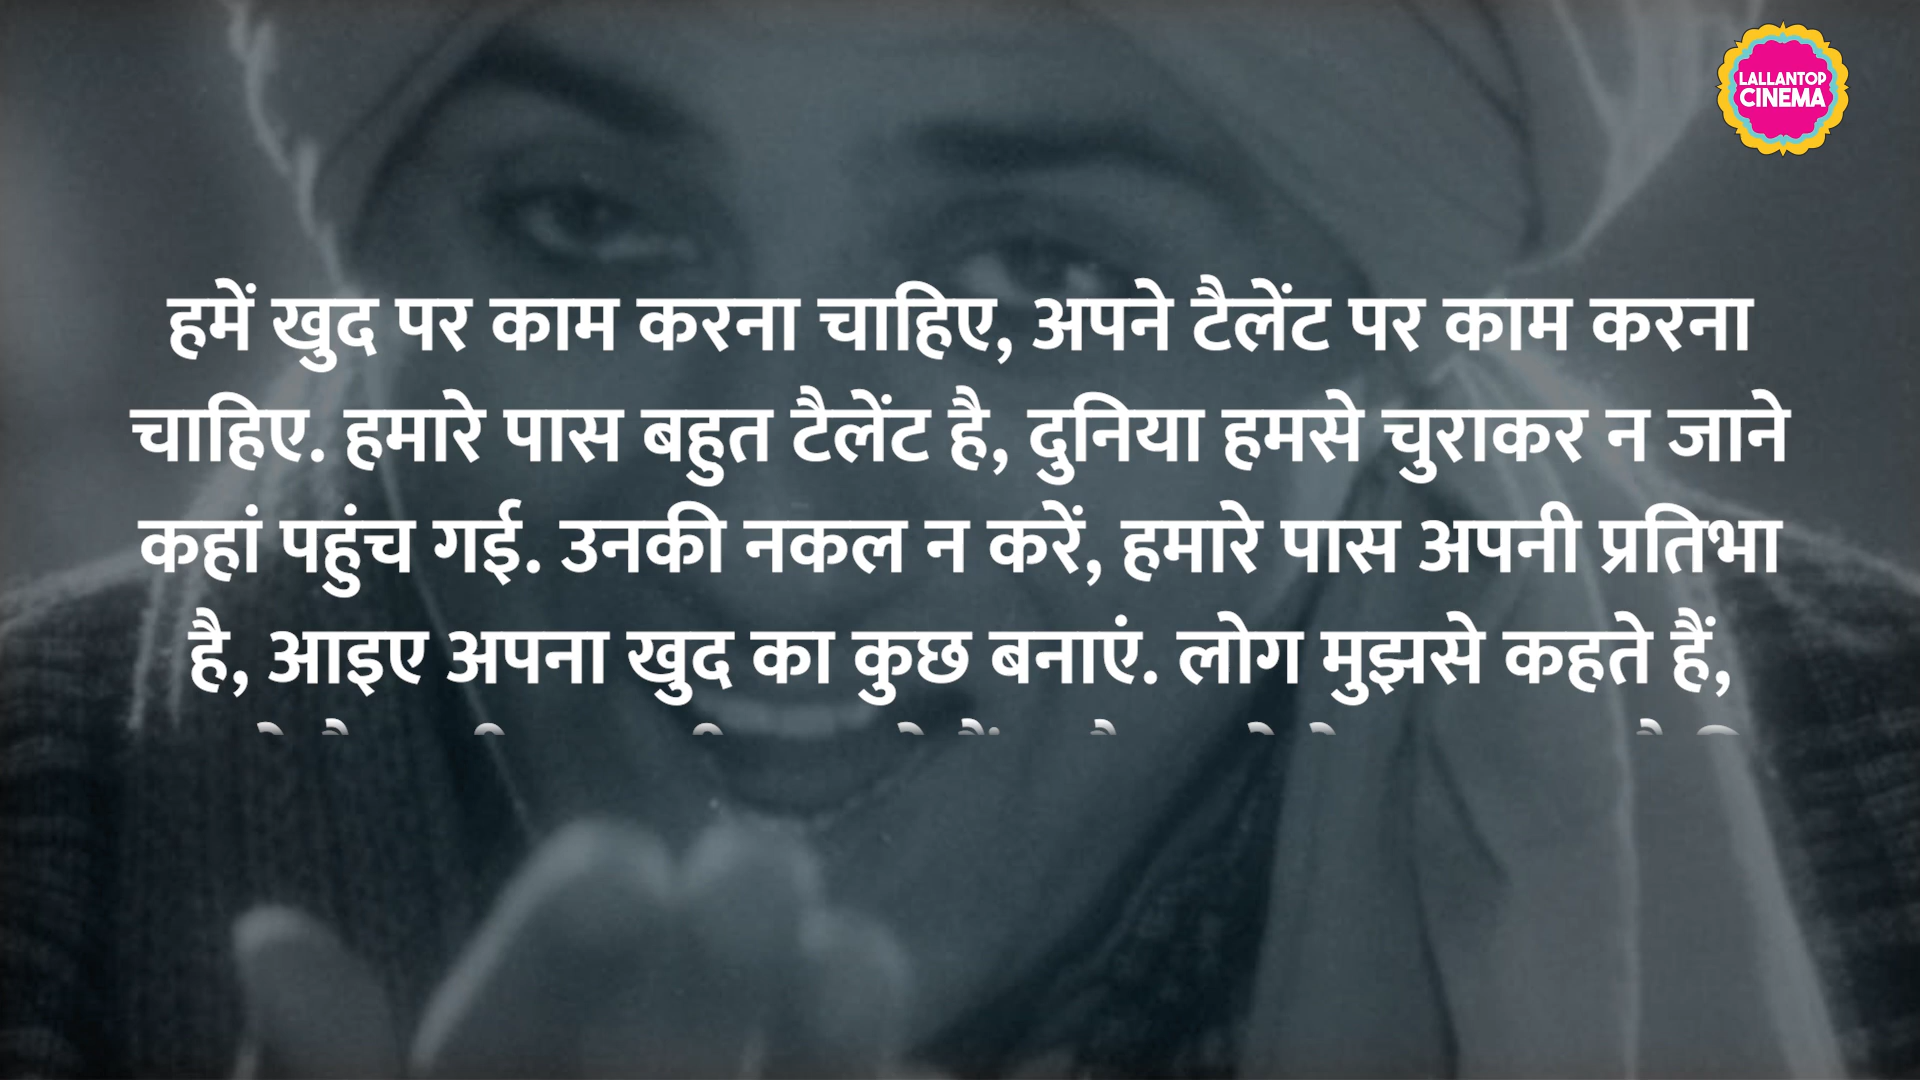 LALLANTOP
CINEMA
हमें खुद पर काम करना चाहिए, अपने टैलेंट पर काम करना
चाहिए. हमारे पास बहुत टैलेंट है, दुनिया हमसे चुराकर न जाने
कहां पहुंच गई. उनकी नकल न करें, हमारे पास अपनी प्रतिभा
है, आइए अपना खुद का कुछ बनाएं. लोग मुझसे कहते हैं,